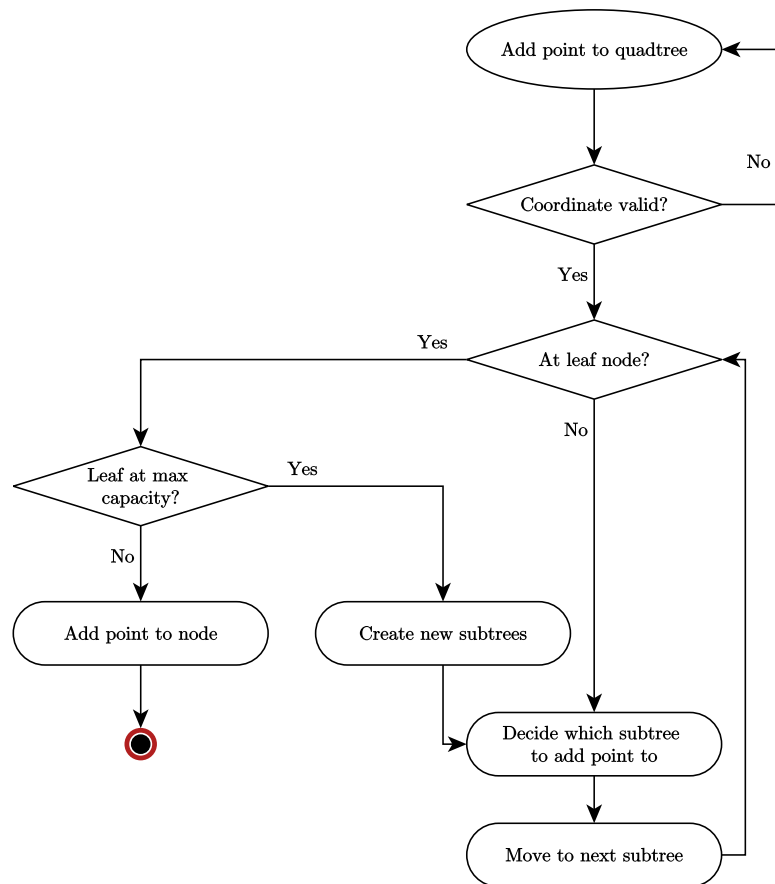 Add point to quadtree
No
Coordinate valid?
Yes
Yes
At leaf node?
No
Leaf at max
capacity?
Yes
No
Add point to node
Create new subtrees
Decide which subtree
to add point to
Move to next subtree